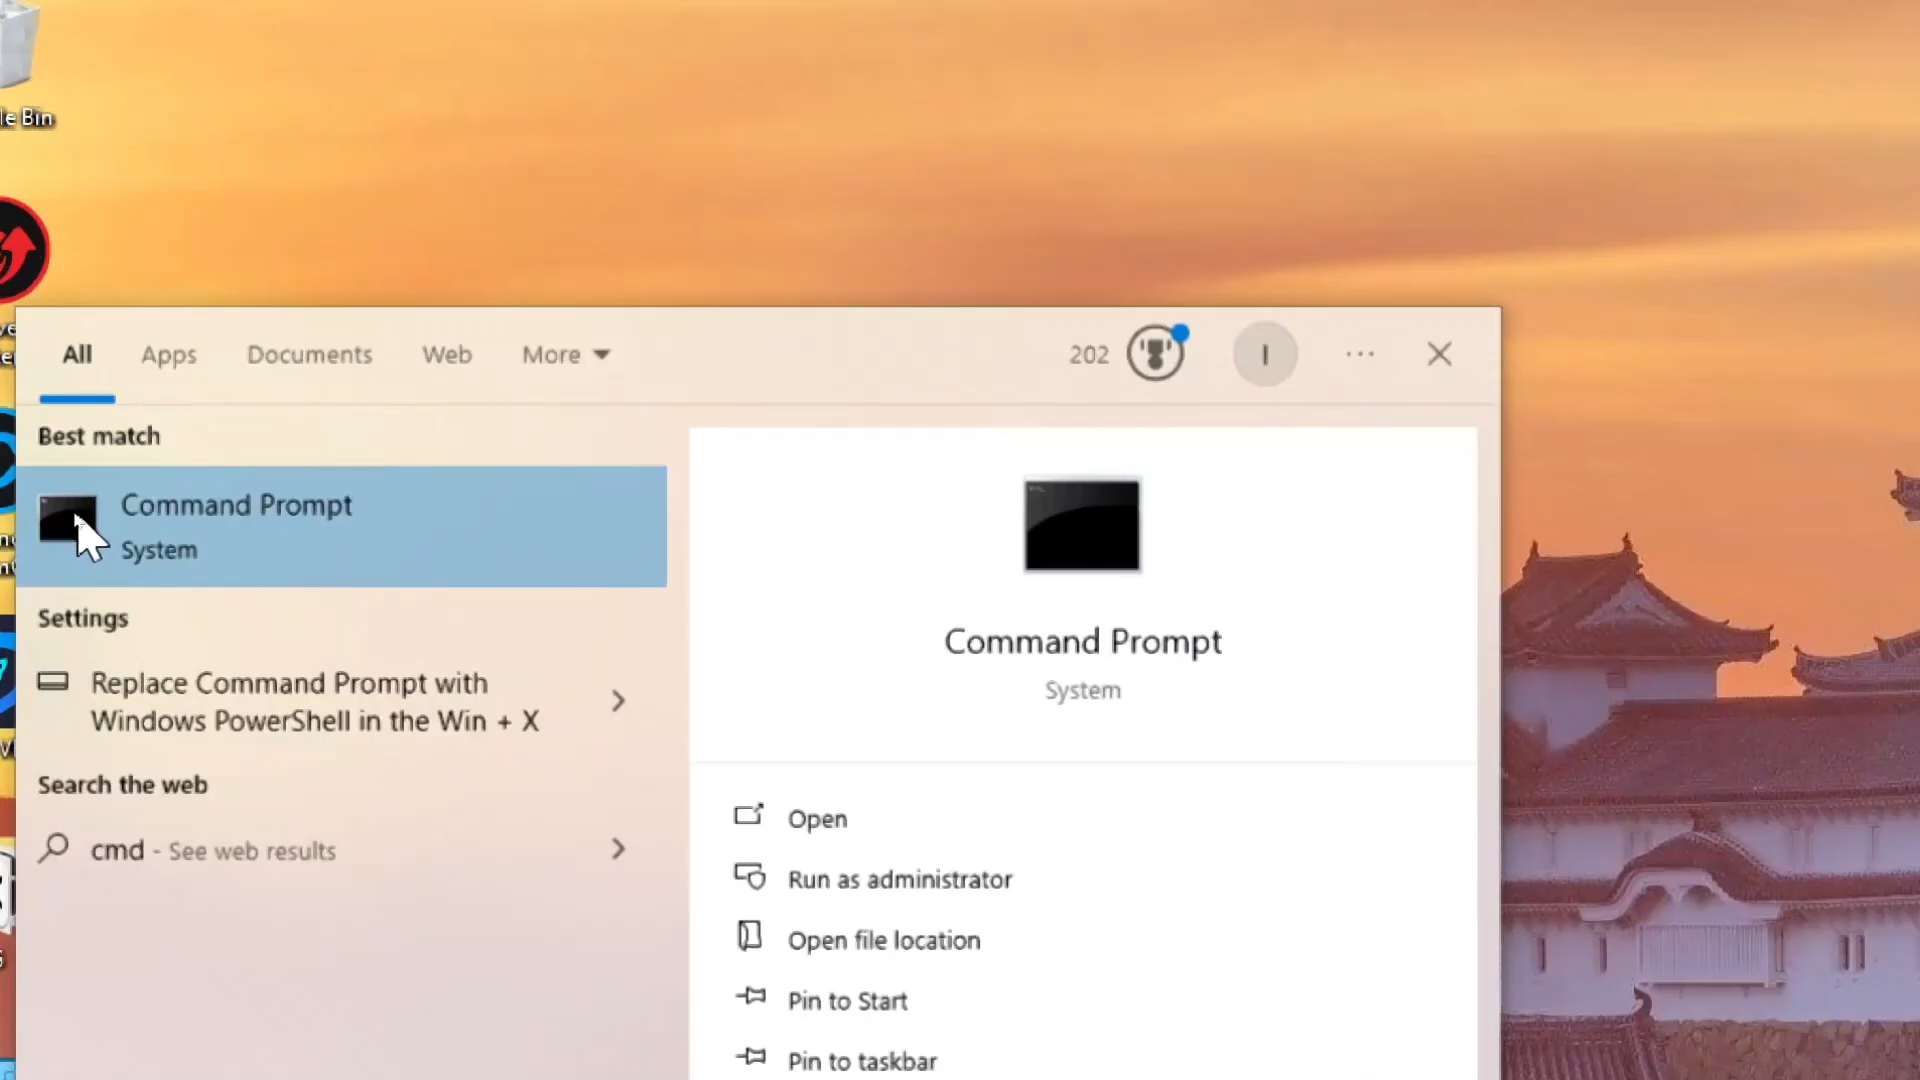 le Bin
All Apps Documents Web More 202 I ...
Best match
Command Prompt
System
Settings
Replace Command Prompt with
Windows PowerShell in the Win + X
Search the web
cmd - See web results
Command Prompt
System
Open
Run as administrator
Open file location
Pin to Start
Pin to taskbar